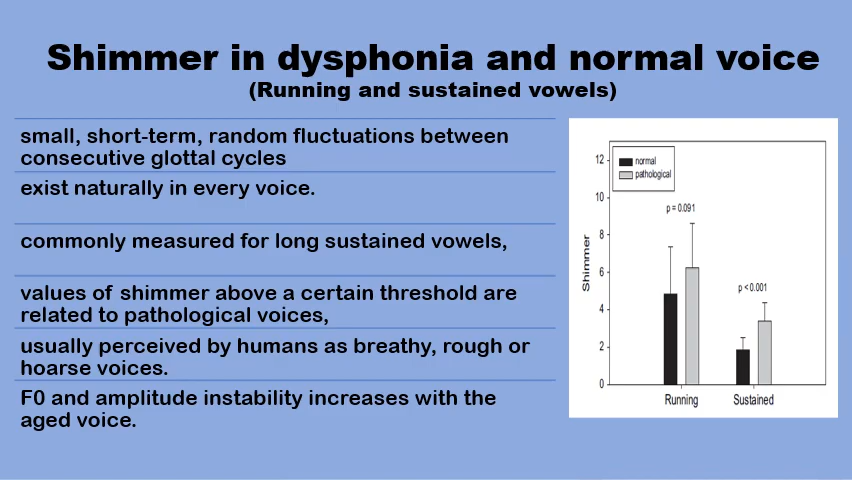 Shimmer in dysphonia and normal voice
(Running and sustained vowels)
small, short-term, random fluctuations between
consecutive glottal cycles
exist naturally in every voice.
commonly measured for long sustained vowels,
values of shimmer above a certain threshold are
related to pathological voices,
usually perceived by humans as breathy, rough or
hoarse voices.
F0 and amplitude instability increases with the
aged voice.
12
10
8
6
4
2
0
Shimmer
normal
pathological
p = 0.091
p < 0.001
Running
Sustained